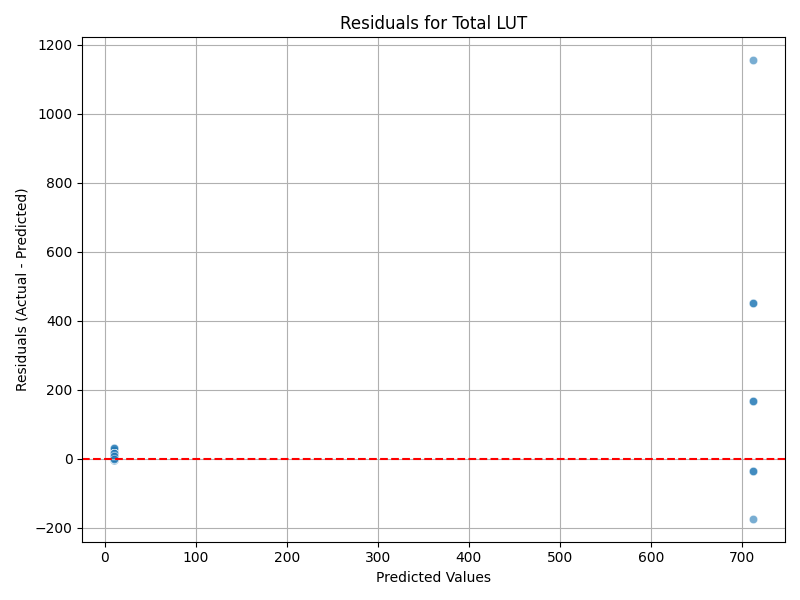 Residuals for Total LUT
Residuals (Actual - Predicted)
1200
1000
800
600
400
200
0
−200
0 100 200 300 400 500 600 700
Predicted Values